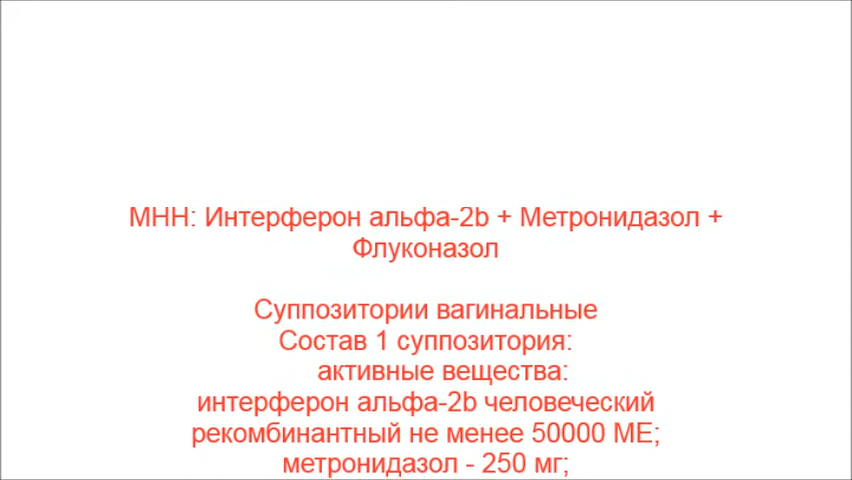 МНН: Интерферон альфа-2b + Метронидазол +
Флуконазол
Суппозитории вагинальные
Состав 1 суппозитория:
активные вещества:
интерферон альфа-2b человеческий
рекомбинантный не менее 50000 МЕ;
метронидазол - 250 мг;